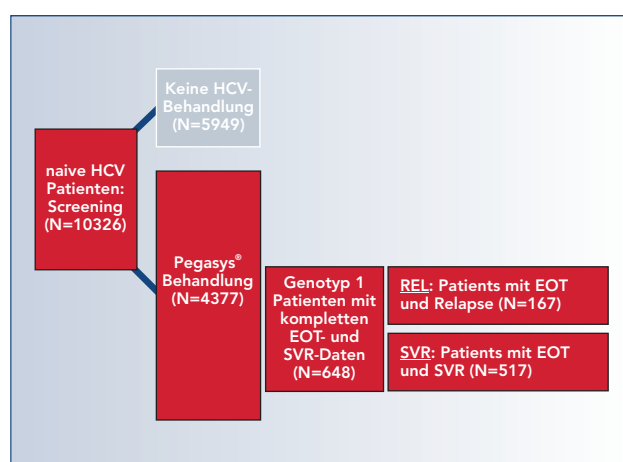 Keine HCV-
Behandlung
(N=5949)
naive HCV
Patienten:
Screening
(N=10326)
Pegasys®
Behandlung
(N=4377)
Genotyp 1
Patienten mit
kompletten
EOT- und
SVR-Daten
(N=648)
REL: Patients mit EOT
und Relapse (N=167)
SVR: Patients mit EOT
und SVR (N=517)